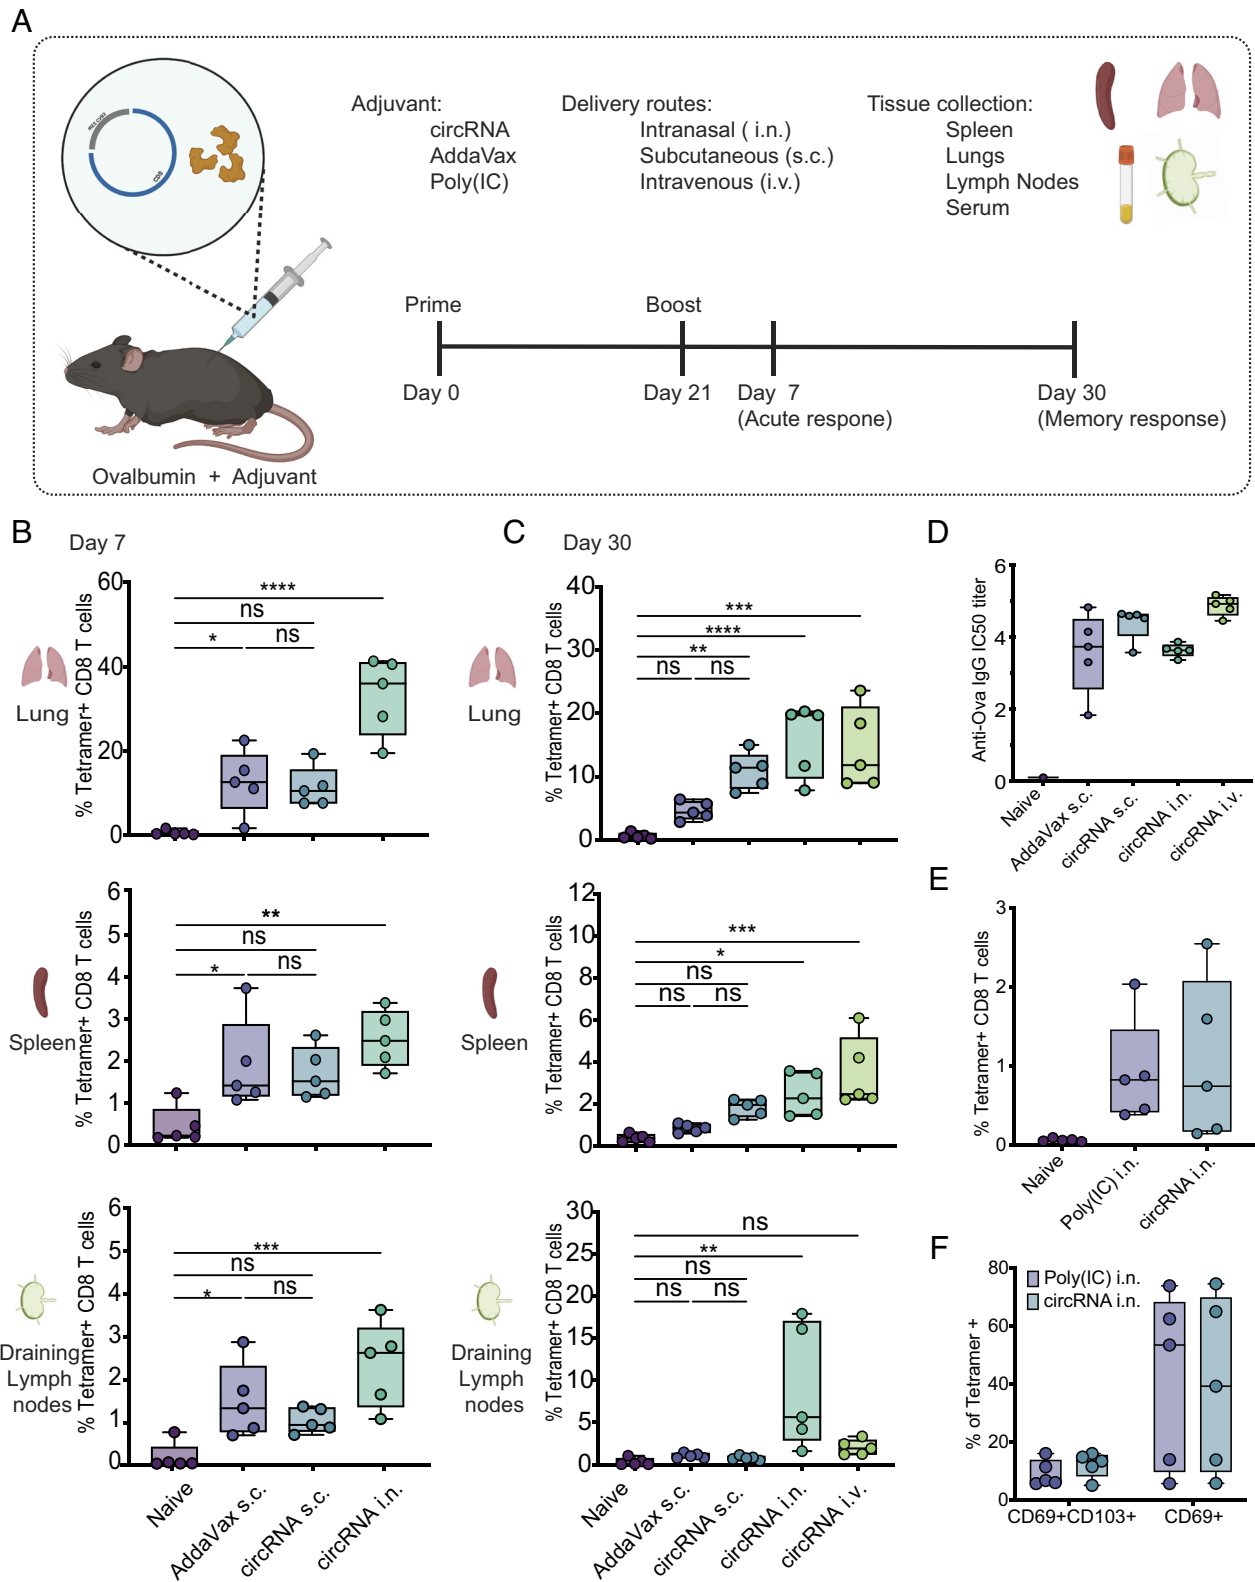 A
IRES CVB3
CDS
Adjuvant:
circRNA
AddaVax
Poly(IC)
Delivery routes:
Intranasal ( i.n.)
Subcutaneous (s.c.)
Intravenous (i.v.)
Tissue collection:
Spleen
Lungs
Lymph Nodes
Serum
Prime
Boost
Day 0
Day 21
Day 7
(Acute respone)
Day 30
(Memory response)
Ovalbumin + Adjuvant
B
Day 7
Lung
% Tetramer+ CD8 T cells
60
40
20
0
****
ns
*
ns
Spleen
% Tetramer+ CD8 T cells
6
5
4
3
2
1
0
**
ns
*
ns
Draining
Lymph
nodes
% Tetramer+ CD8 T cells
6
5
4
3
2
1
0
***
ns
*
ns
Naive
AddaVax s.c.
circRNA s.c.
circRNA i.n.
C
Day 30
Lung
% Tetramer+ CD8 T cells
40
30
20
10
0
***
****
**
ns
ns
Spleen
% Tetramer+ CD8 T cells
12
10
8
6
4
2
0
***
*
ns
ns
ns
Draining
Lymph
nodes
% Tetramer+ CD8 T cells
30
25
20
15
10
5
0
ns
**
ns
ns
ns
Naive
AddaVax s.c.
circRNA s.c.
circRNA i.n.
circRNA i.v.
D
Anti-Ova IgG IC50 titer
6
4
2
0
Naive
AddaVax s.c.
circRNA s.c.
circRNA i.n.
circRNA i.v.
E
% Tetramer+ CD8 T cells
3
2
1
0
Naive
Poly(IC) i.n.
circRNA i.n.
F
% of Tetramer +
80
60
40
20
0
Poly(IC) i.n.
circRNA i.n.
CD69+CD103+
CD69+